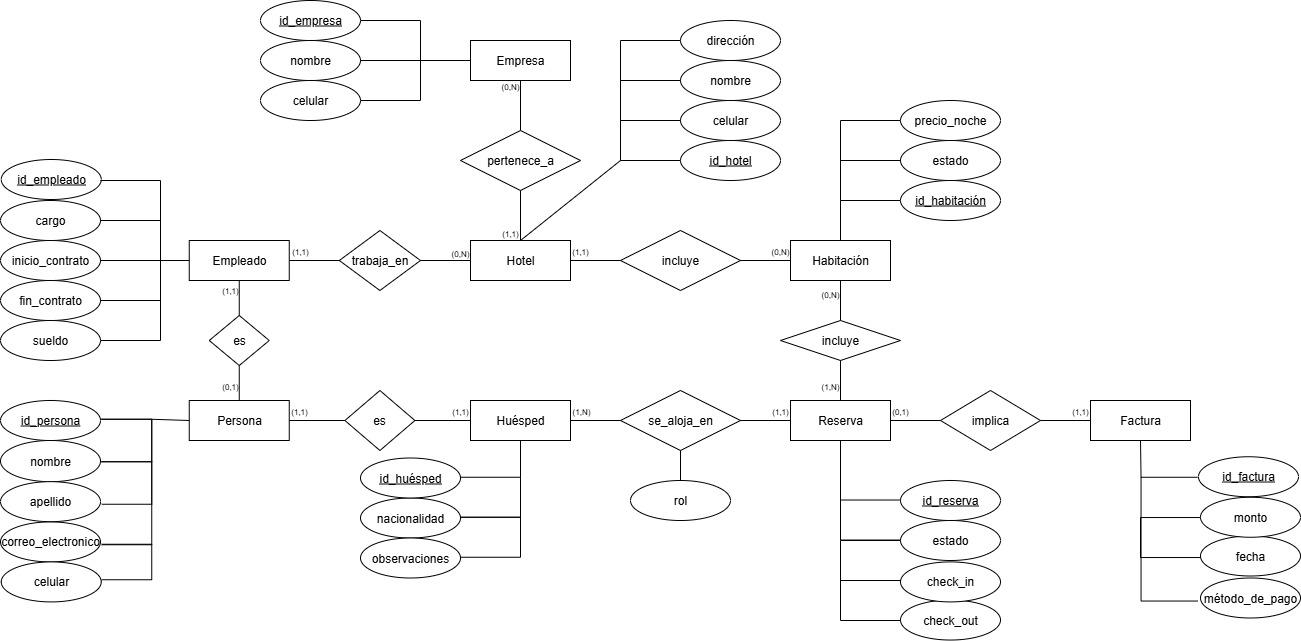 id_empresa
nombre
celular
Empresa
(0,N)
pertenece_a
(1,1)
dirección
nombre
celular
id_hotel
precio_noche
estado
id_habitación
id_empleado
cargo
inicio_contrato
fin_contrato
sueldo
Empleado
(1,1)
trabaja_en
(0,N)
Hotel
(1,1)
incluye
(0,N)
Habitación
(1,1)
es
(0,1)
(0,N)
incluye
(1,N)
id_persona
nombre
apellido
correo_electronico
celular
Persona
(1,1)
es
(1,1)
Huésped
(1,N)
se_aloja_en
(1,1)
Reserva
(0,1)
implica
(1,1)
Factura
id_huésped
nacionalidad
observaciones
rol
id_reserva
estado
check_in
check_out
id_factura
monto
fecha
método_de_pago